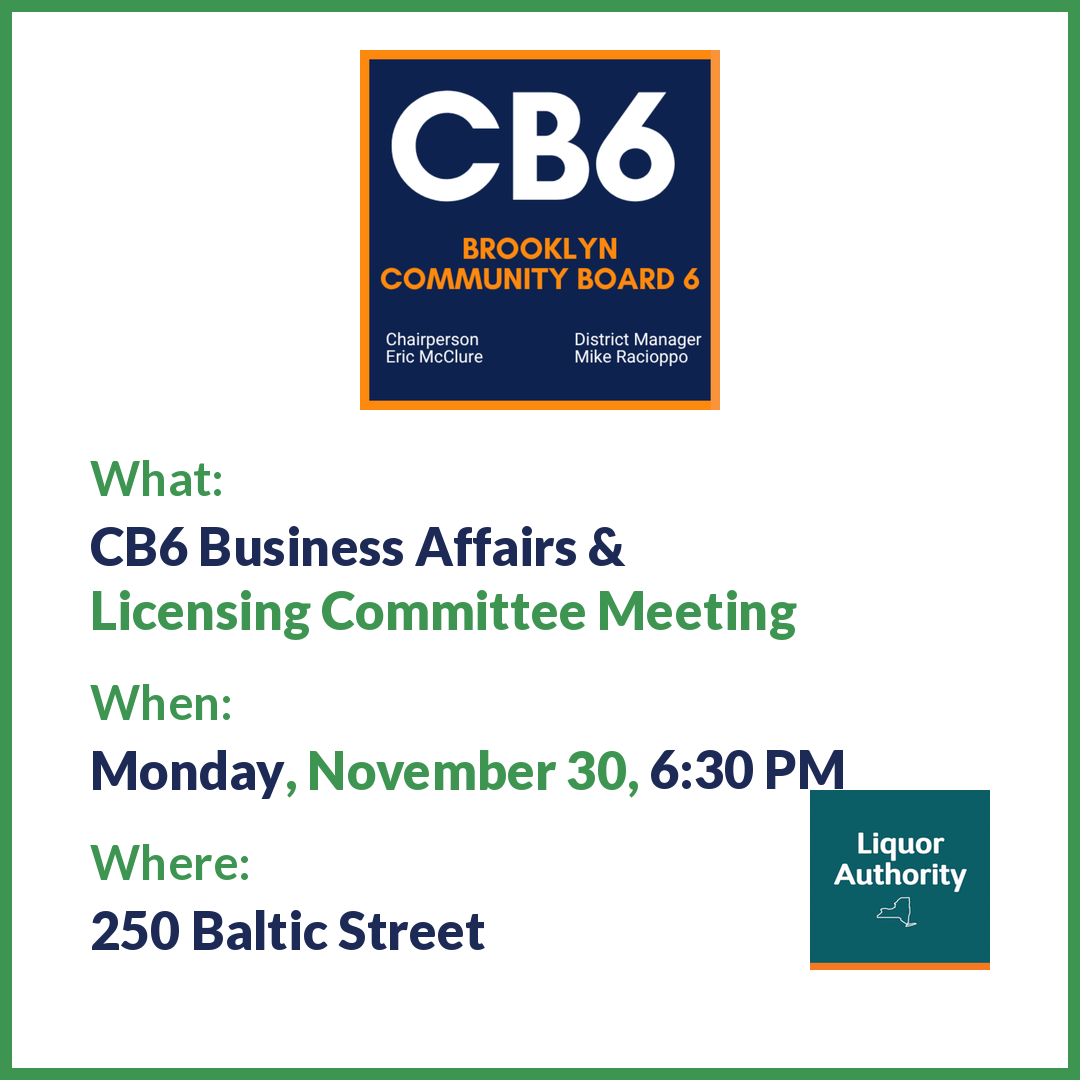 CB6
BROOKLYN
COMMUNITY BOARD 6
Chairperson
Eric McClure
District Manager
Mike Racioppo
What:
CB6 Business Affairs &
Licensing Committee Meeting
When:
Monday, November 30, 6:30 PM
Where:
250 Baltic Street
Liquor
Authority